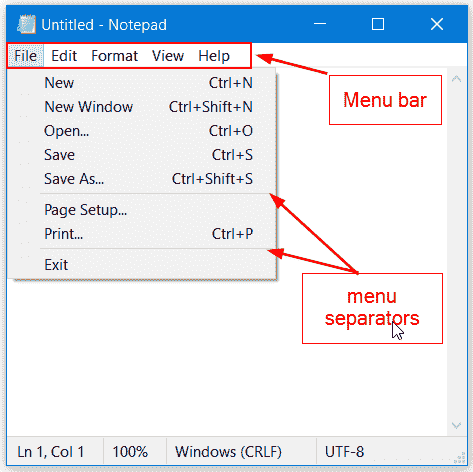 Untitled - Notepad
File Edit Format View Help
Menu bar
New Ctrl+N
New Window Ctrl+Shift+N
Open... Ctrl+O
Save Ctrl+S
Save As... Ctrl+Shift+S
Page Setup...
Print... Ctrl+P
Exit
menu
separators
Ln 1, Col 1 100% Windows (CRLF) UTF-8